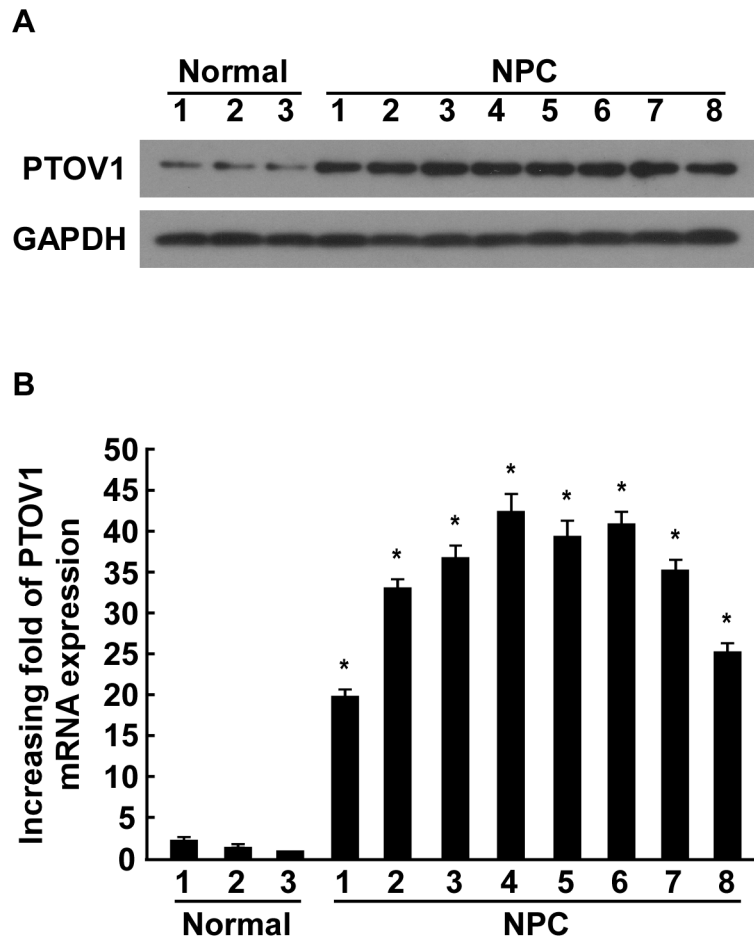 A
Normal NPC
1 2 3 1 2 3 4 5 6 7 8
PTOV1
GAPDH
B
Increasing fold of PTOV1
mRNA expression
50
45
40
35
30
25
20
15
10
5
0
* * * * * * * *
1 2 3 1 2 3 4 5 6 7 8
Normal NPC